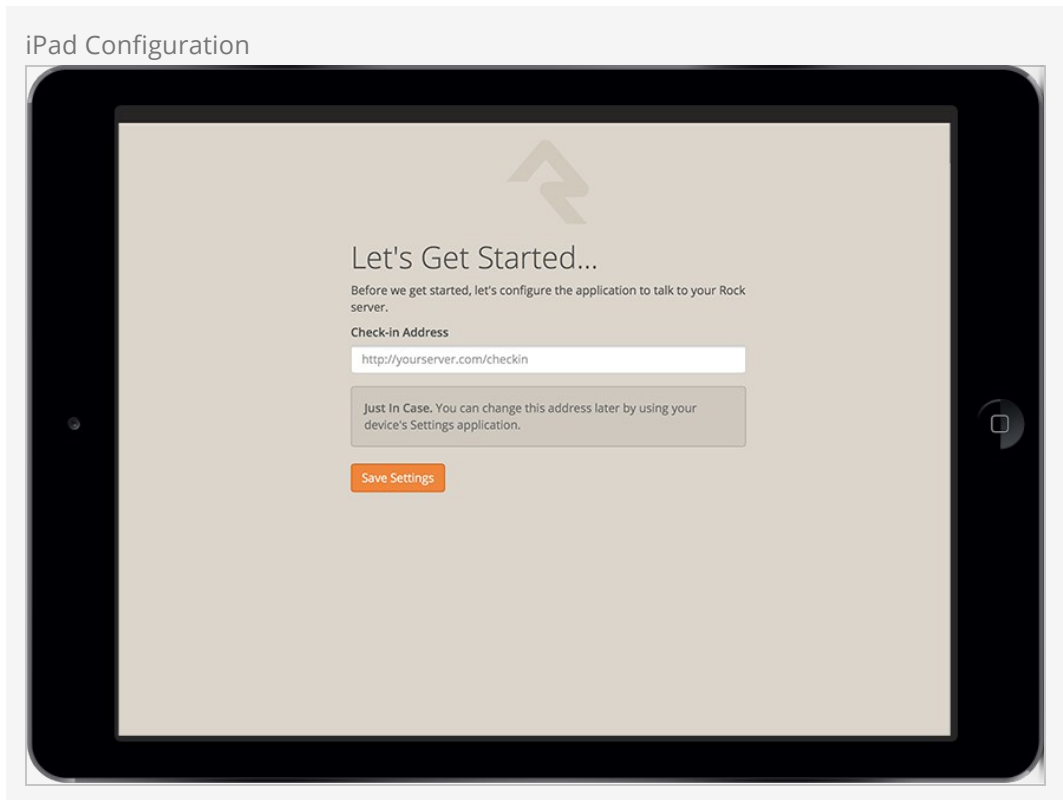 iPad Configuration
Let's Get Started...
Before we get started, let's configure the application to talk to your Rock
server.
Check-in Address
http://yourserver.com/checkin
Just In Case. You can change this address later by using your
device's Settings application.
Save Settings